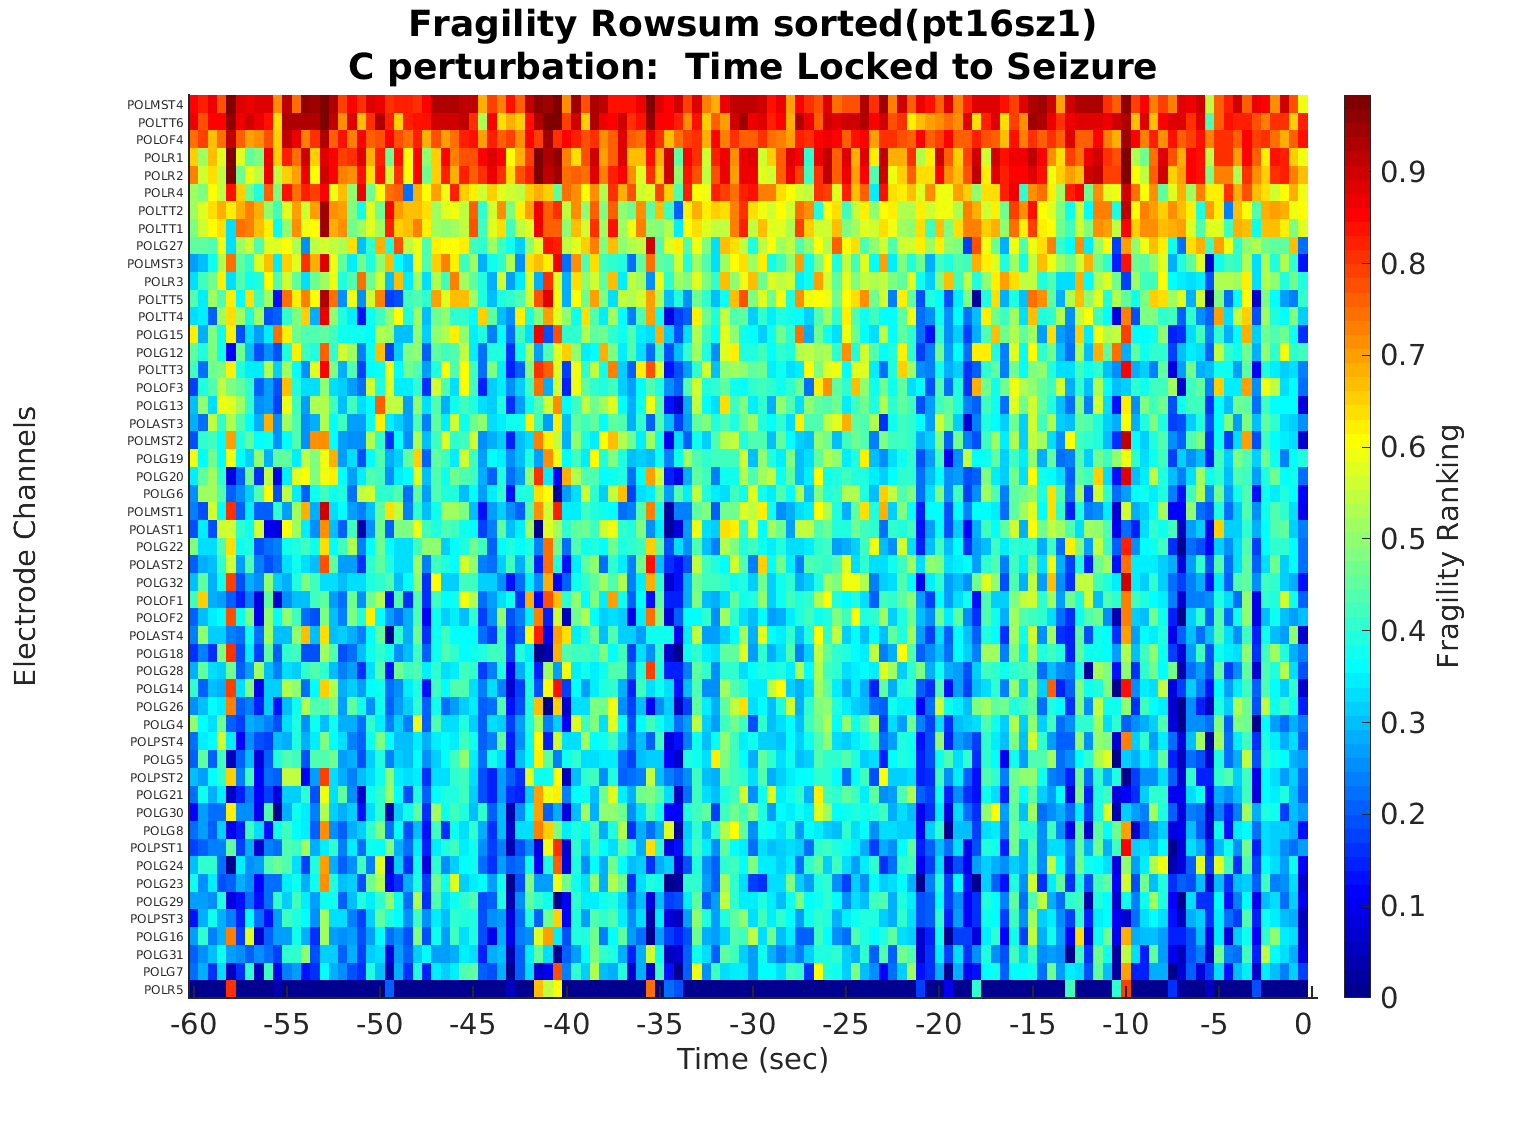 Fragility Rowsum sorted(pt16sz1)
C perturbation:  Time Locked to Seizure
Electrode Channels
POLMST4
POLTT6
POLOF4
POLR1
POLR2
POLR4
POLTT2
POLTT1
POLG27
POLMST3
POLR3
POLTT5
POLTT4
POLG15
POLG12
POLTT3
POLOF3
POLG13
POLAST3
POLMST2
POLG19
POLG20
POLG6
POLMST1
POLAST1
POLG22
POLAST2
POLG32
POLOF1
POLOF2
POLAST4
POLG18
POLG28
POLG14
POLG26
POLG4
POLPST4
POLG5
POLPST2
POLG21
POLG30
POLG8
POLPST1
POLG24
POLG23
POLG29
POLPST3
POLG16
POLG31
POLG7
POLR5
-60 -55 -50 -45 -40 -35 -30 -25 -20 -15 -10 -5 0
Time (sec)
0.9
0.8
0.7
0.6
0.5
0.4
0.3
0.2
0.1
0
Fragility Ranking